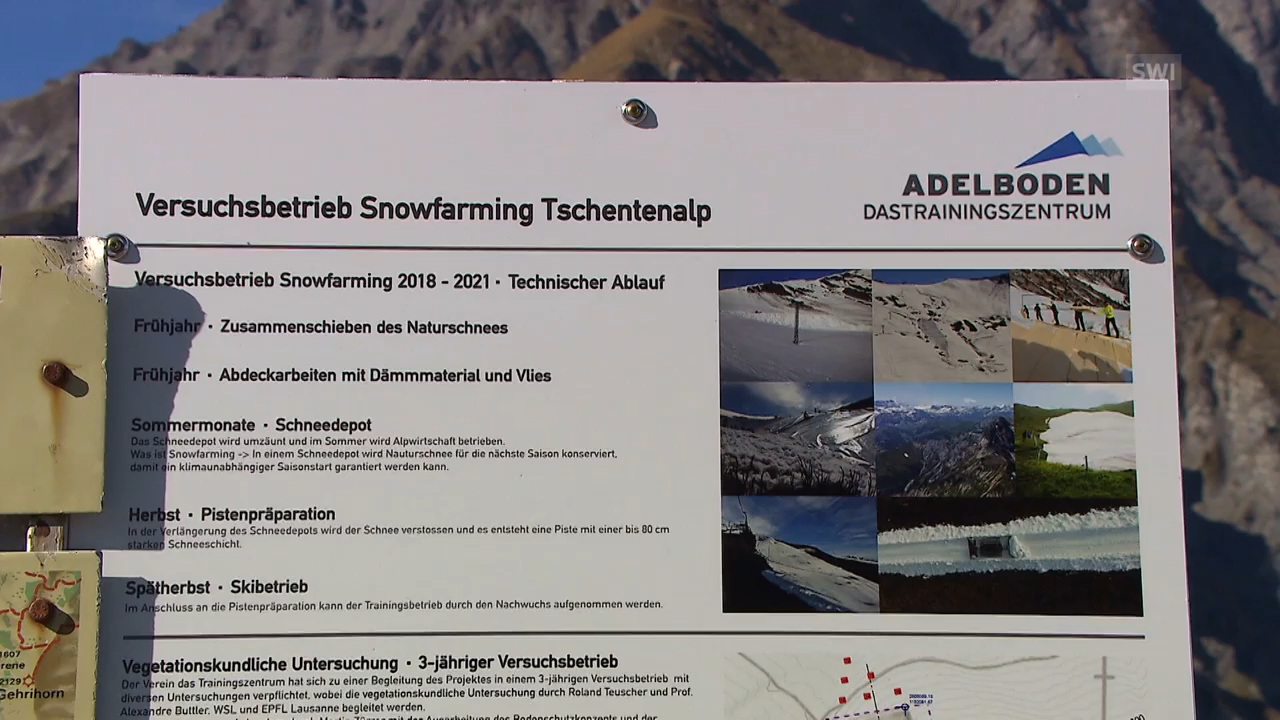 SWI
ADELBODEN
DASTRAININGSZENTRUM
Versuchsbetrieb Snowfarming Tschentenalp
Versuchsbetrieb Snowfarming 2018 - 2021 · Technischer Ablauf
Frühjahr · Zusammenschieben des Naturschnees
Frühjahr · Abdeckarbeiten mit Dämmmaterial und Vlies
Sommermonate · Schneedepot
Das Schneedepot wird umzäunt und im Sommer wird Alpwirtschaft betrieben.
Was ist Snowfarming -> In einem Schneedepot wird Nauturschnee für die nächste Saison konserviert,
damit ein klimaunabhängiger Saisonstart garantiert werden kann.
Herbst · Pistenpräparation
In der Verlängerung des Schneedepots wird der Schnee verstossen und es entsteht eine Piste mit einer bis 80 cm
starken Schneeschicht.
Spätherbst · Skibetrieb
Im Anschluss an die Pistenpräparation kann der Trainingsbetrieb durch den Nachwuchs aufgenommen werden.
Vegetationskundliche Untersuchung · 3-jähriger Versuchsbetrieb
Der Verein das Trainingszentrum hat sich zu einer Begleitung des Projektes in einem 3-jährigen Versuchsbetrieb mit
diversen Untersuchungen verpflichtet, wobei die vegetationskundliche Untersuchung durch Roland Teuscher und Prof.
Alexandre Buttler, WSL und EPFL Lausanne begleitet werden.
1607
rene
2129
Gehrihorn